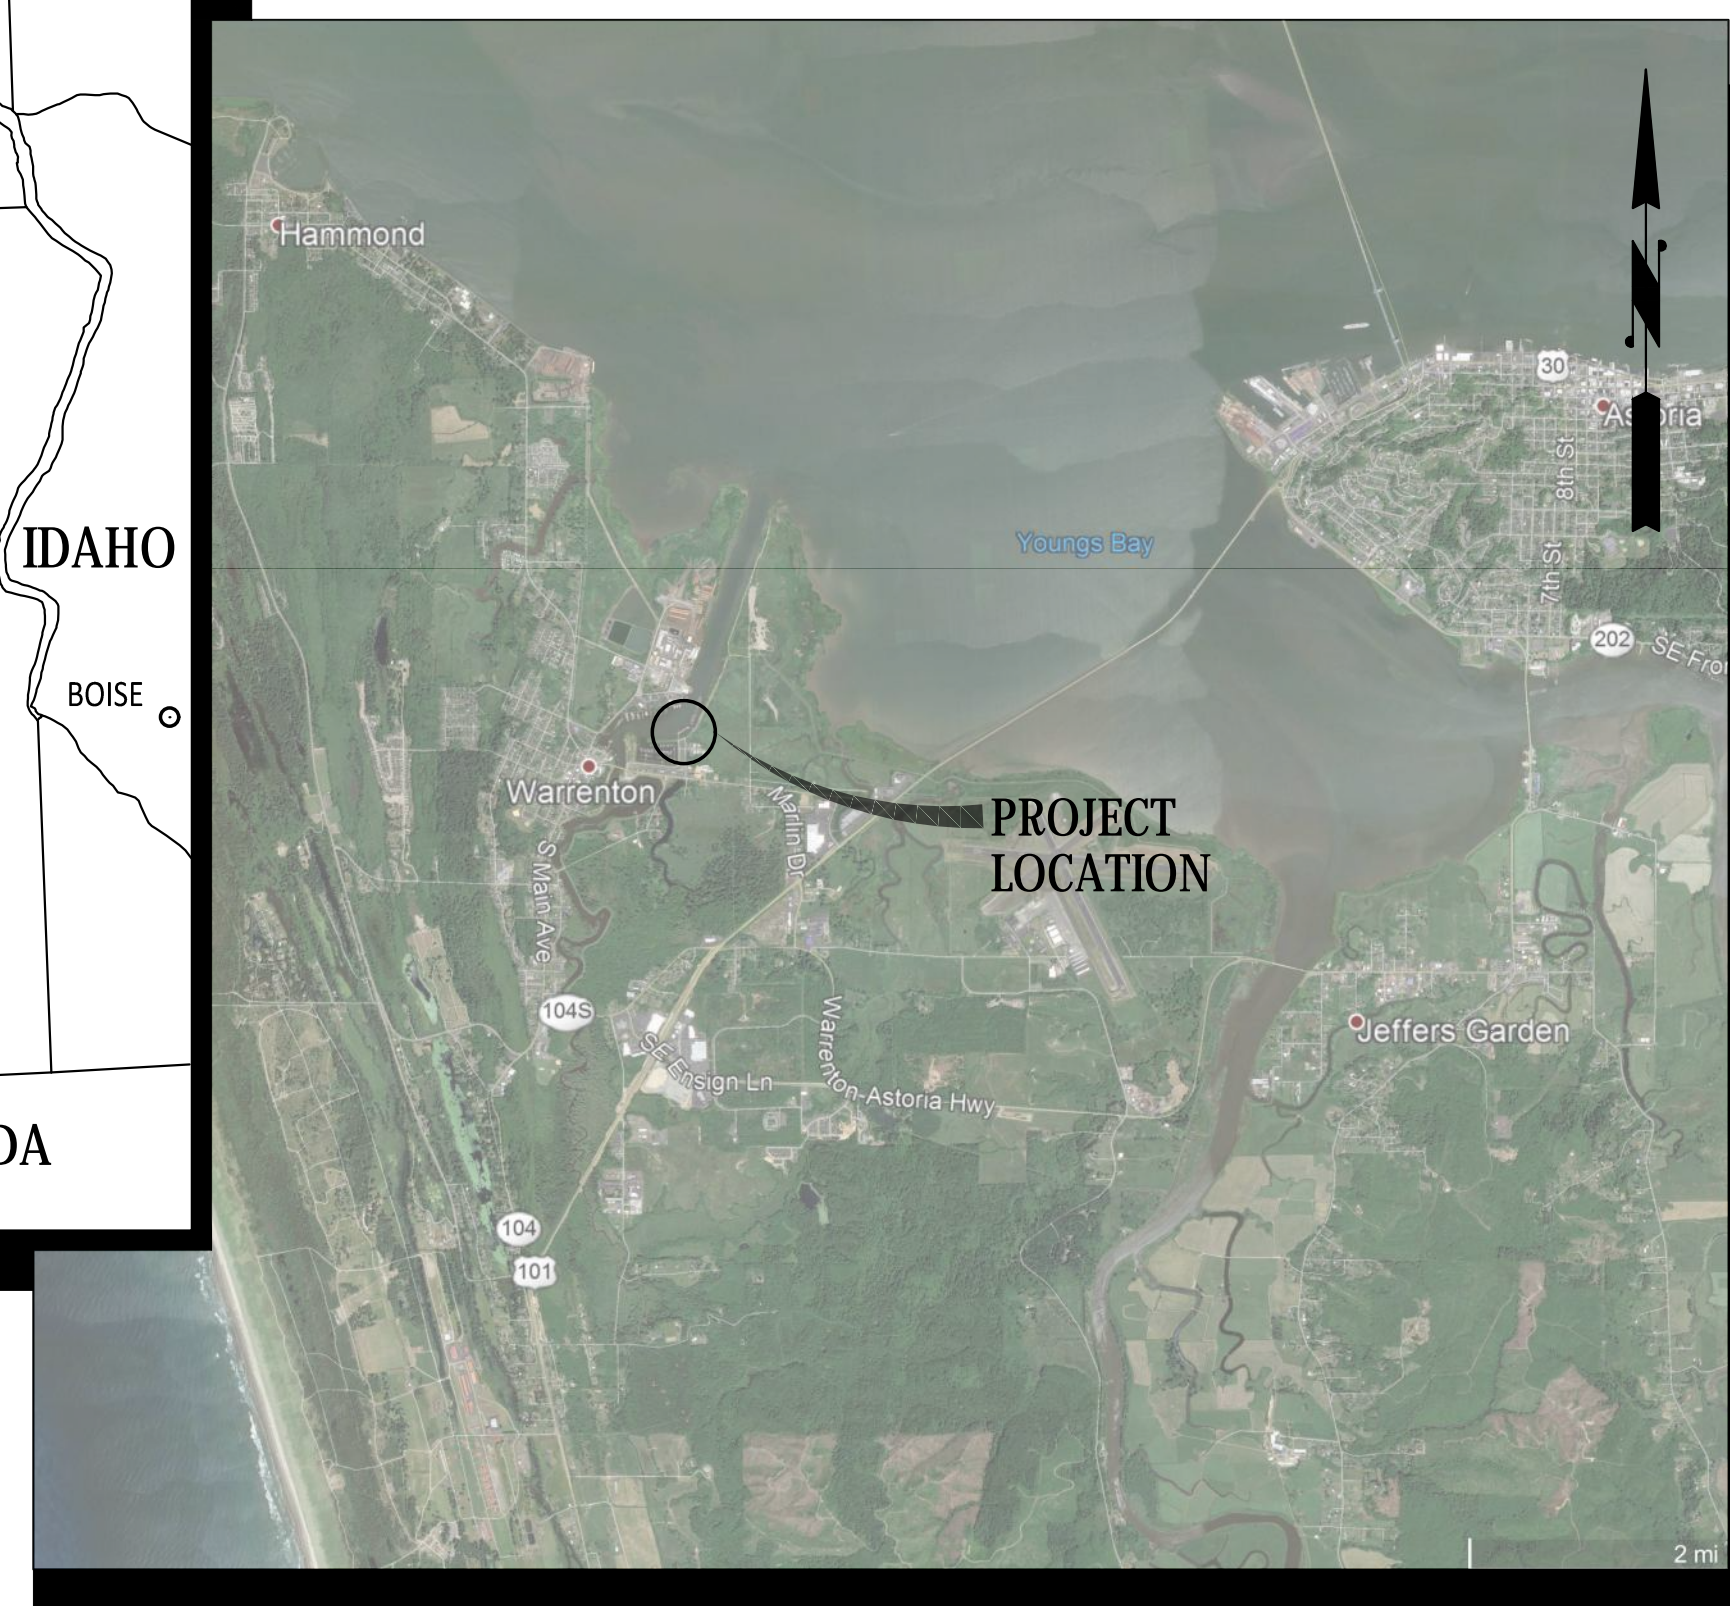 Hammond
30
Astoria
8th St
Youngs Bay
7th St
IDAHO
202
SE Fro
BOISE
Warrenton
Marlin Dr
PROJECT
LOCATION
S Main Ave
104S
Jeffers Garden
SE Ensign Ln
Warrenton-Astoria Hwy
DA
104
101
2 mi
N